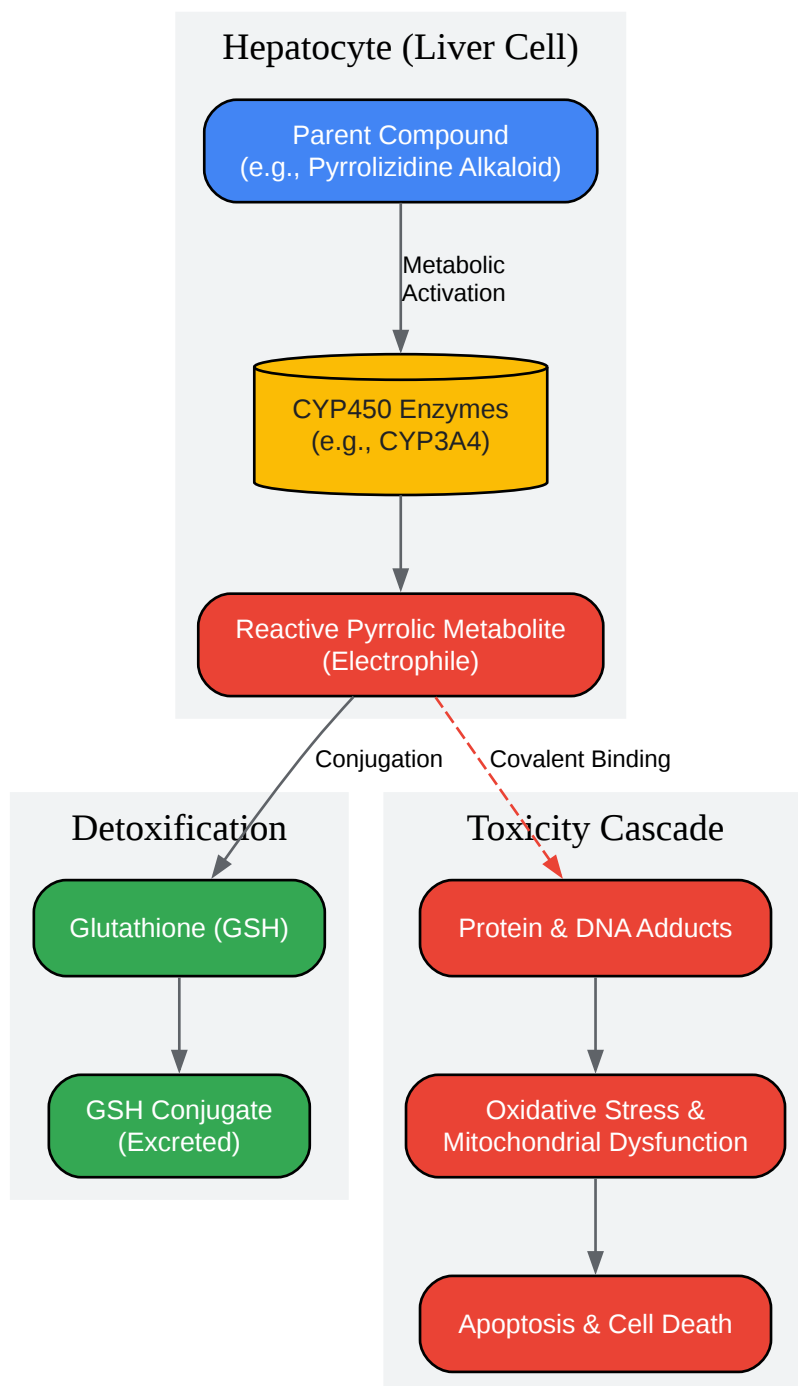 Hepatocyte (Liver Cell)
Parent Compound
(e.g., Pyrrolizidine Alkaloid)
Metabolic
Activation
CYP450 Enzymes
(e.g., CYP3A4)
Reactive Pyrrolic Metabolite
(Electrophile)
Conjugation
Covalent Binding
Detoxification
Glutathione (GSH)
GSH Conjugate
(Excreted)
Toxicity Cascade
Protein & DNA Adducts
Oxidative Stress &
Mitochondrial Dysfunction
Apoptosis & Cell Death